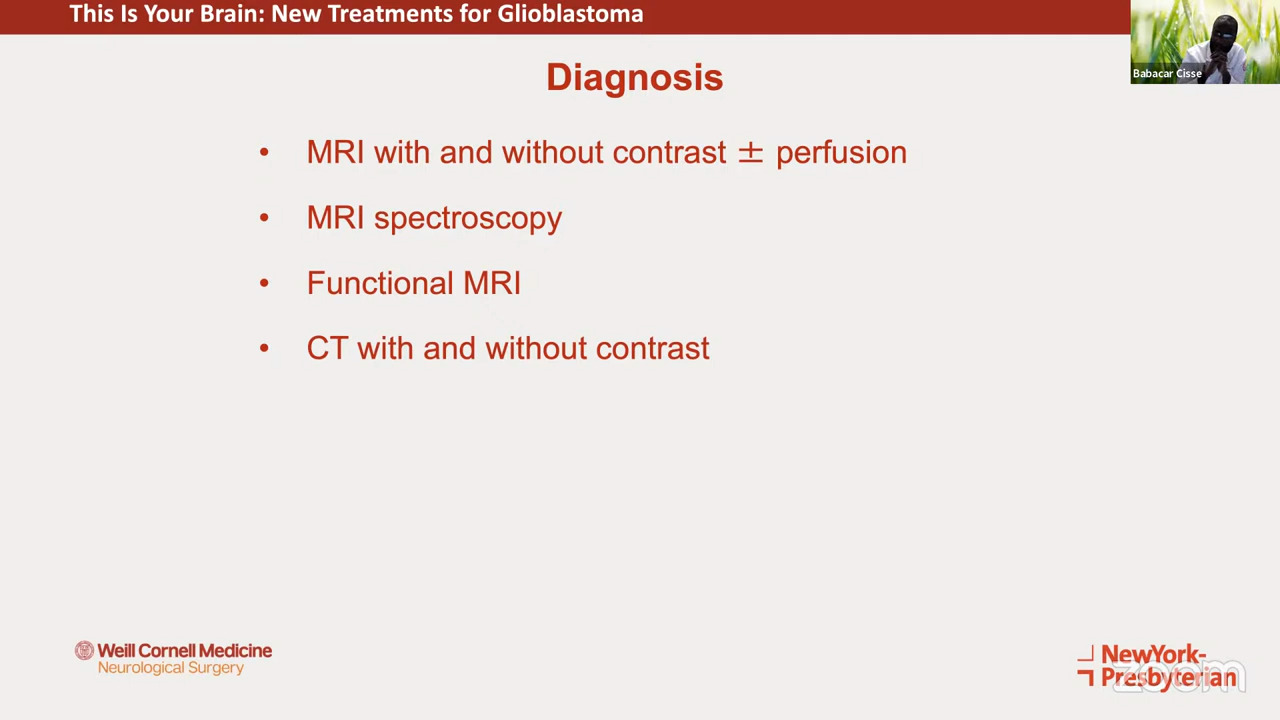 This Is Your Brain: New Treatments for Glioblastoma
Babacar Cisse
Diagnosis
• MRI with and without contrast ± perfusion
• MRI spectroscopy
• Functional MRI
• CT with and without contrast
Weill Cornell Medicine
Neurological Surgery
NewYork-
Presbyterian
zoom